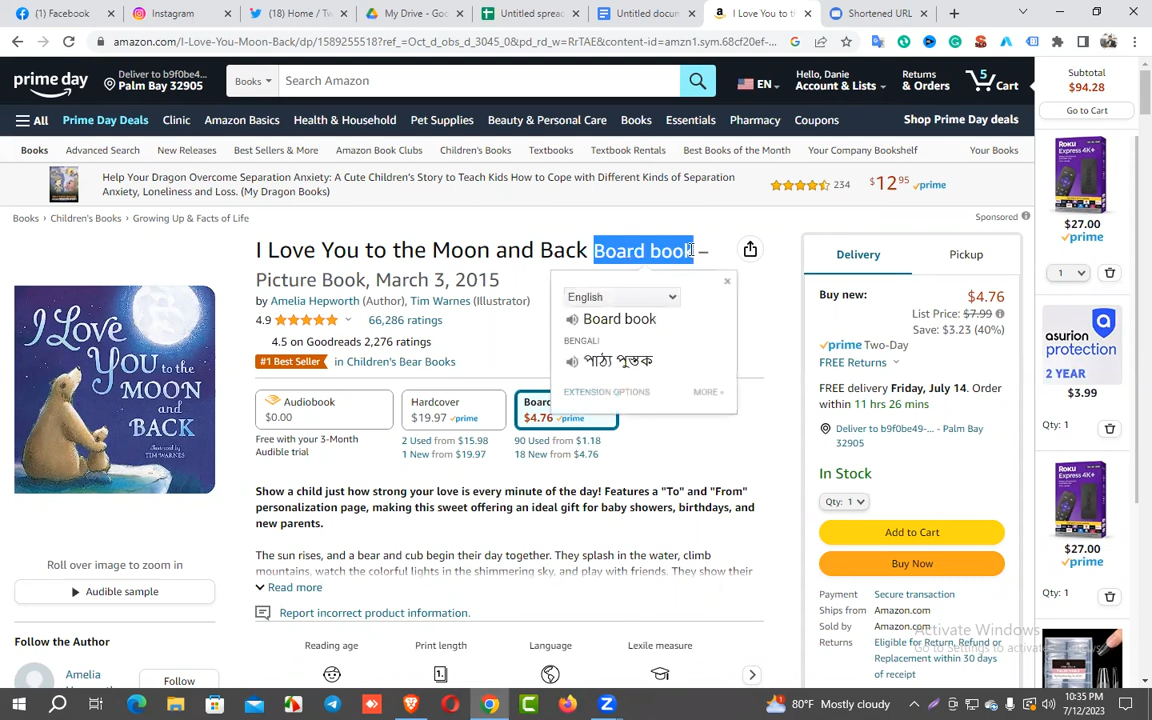 (1) Facebook
Instagram
(18) Home / Tw
My Drive - Goo
Untitled spread
Untitled docum
I Love You to th
Shortened URL
amazon.com/I-Love-You-Moon-Back/dp/1589255518?ref_=Oct_d_obs_d_3045_0&pd_rd_w=RrTAE&content-id=amzn1.sym.68cf20ef-...
prime day
Deliver to b9f0be4...
Palm Bay 32905
Books
Search Amazon
EN
Hello, Danie
Account & Lists
Returns
& Orders
5
Cart
Subtotal
$94.28
Go to Cart
All
Prime Day Deals
Clinic
Amazon Basics
Health & Household
Pet Supplies
Beauty & Personal Care
Books
Essentials
Pharmacy
Coupons
Shop Prime Day deals
Books
Advanced Search
New Releases
Best Sellers & More
Amazon Book Clubs
Children's Books
Textbooks
Textbook Rentals
Best Books of the Month
Your Company Bookshelf
Your Books
Help Your Dragon Overcome Separation Anxiety: A Cute Children's Story to Teach Kids How to Cope with Different Kinds of Separation
Anxiety, Loneliness and Loss. (My Dragon Books)
234
$12 95
prime
Sponsored
Books › Children's Books › Growing Up & Facts of Life
I Love You to the Moon and Back Board book –
Picture Book, March 3, 2015
by Amelia Hepworth (Author), Tim Warnes (Illustrator)
4.9
66,286 ratings
4.5 on Goodreads 2,276 ratings
#1 Best Seller in Children's Bear Books
English
Board book
BENGALI
পাঠ্য পুস্তক
EXTENSION OPTIONS
MORE »
I Love
You to the
MOON
and
BACK
illustrated by
TIM WARNES
Audiobook
$0.00
Free with your 3-Month
Audible trial
Hardcover
$19.97 prime
2 Used from $15.98
1 New from $19.97
Boar
$4.76 prime
90 Used from $1.18
18 New from $4.76
Show a child just how strong your love is every minute of the day! Features a "To" and "From"
personalization page, making this sweet offering an ideal gift for baby showers, birthdays, and
new parents.
The sun rises, and a bear and cub begin their day together. They splash in the water, climb
mountains, watch the colorful lights in the shimmering sky, and play with friends. They show their
Read more
Report incorrect product information.
Roll over image to zoom in
Audible sample
Follow the Author
Amelia
Follow
Reading age
Print length
Language
Lexile measure
Delivery
Pickup
Buy new:
$4.76
List Price: $7.99
Save: $3.23 (40%)
prime Two-Day
FREE Returns
FREE delivery Friday, July 14. Order
within 11 hrs 26 mins
Deliver to b9f0be49-... - Palm Bay
32905
In Stock
Qty: 1
Add to Cart
Buy Now
Payment
Secure transaction
Ships from
Amazon.com
Sold by
Amazon.com
Returns
Eligible for Return, Refund or
Replacement within 30 days
of receipt
Activate Windows
Go to Settings to activate Windows.
Roku
Express 4K+
$27.00
prime
1
asurion
protection
2 YEAR
$3.99
Qty: 1
Roku
Express 4K+
$27.00
prime
Qty: 1
80°F Mostly cloudy
10:35 PM
7/12/2023